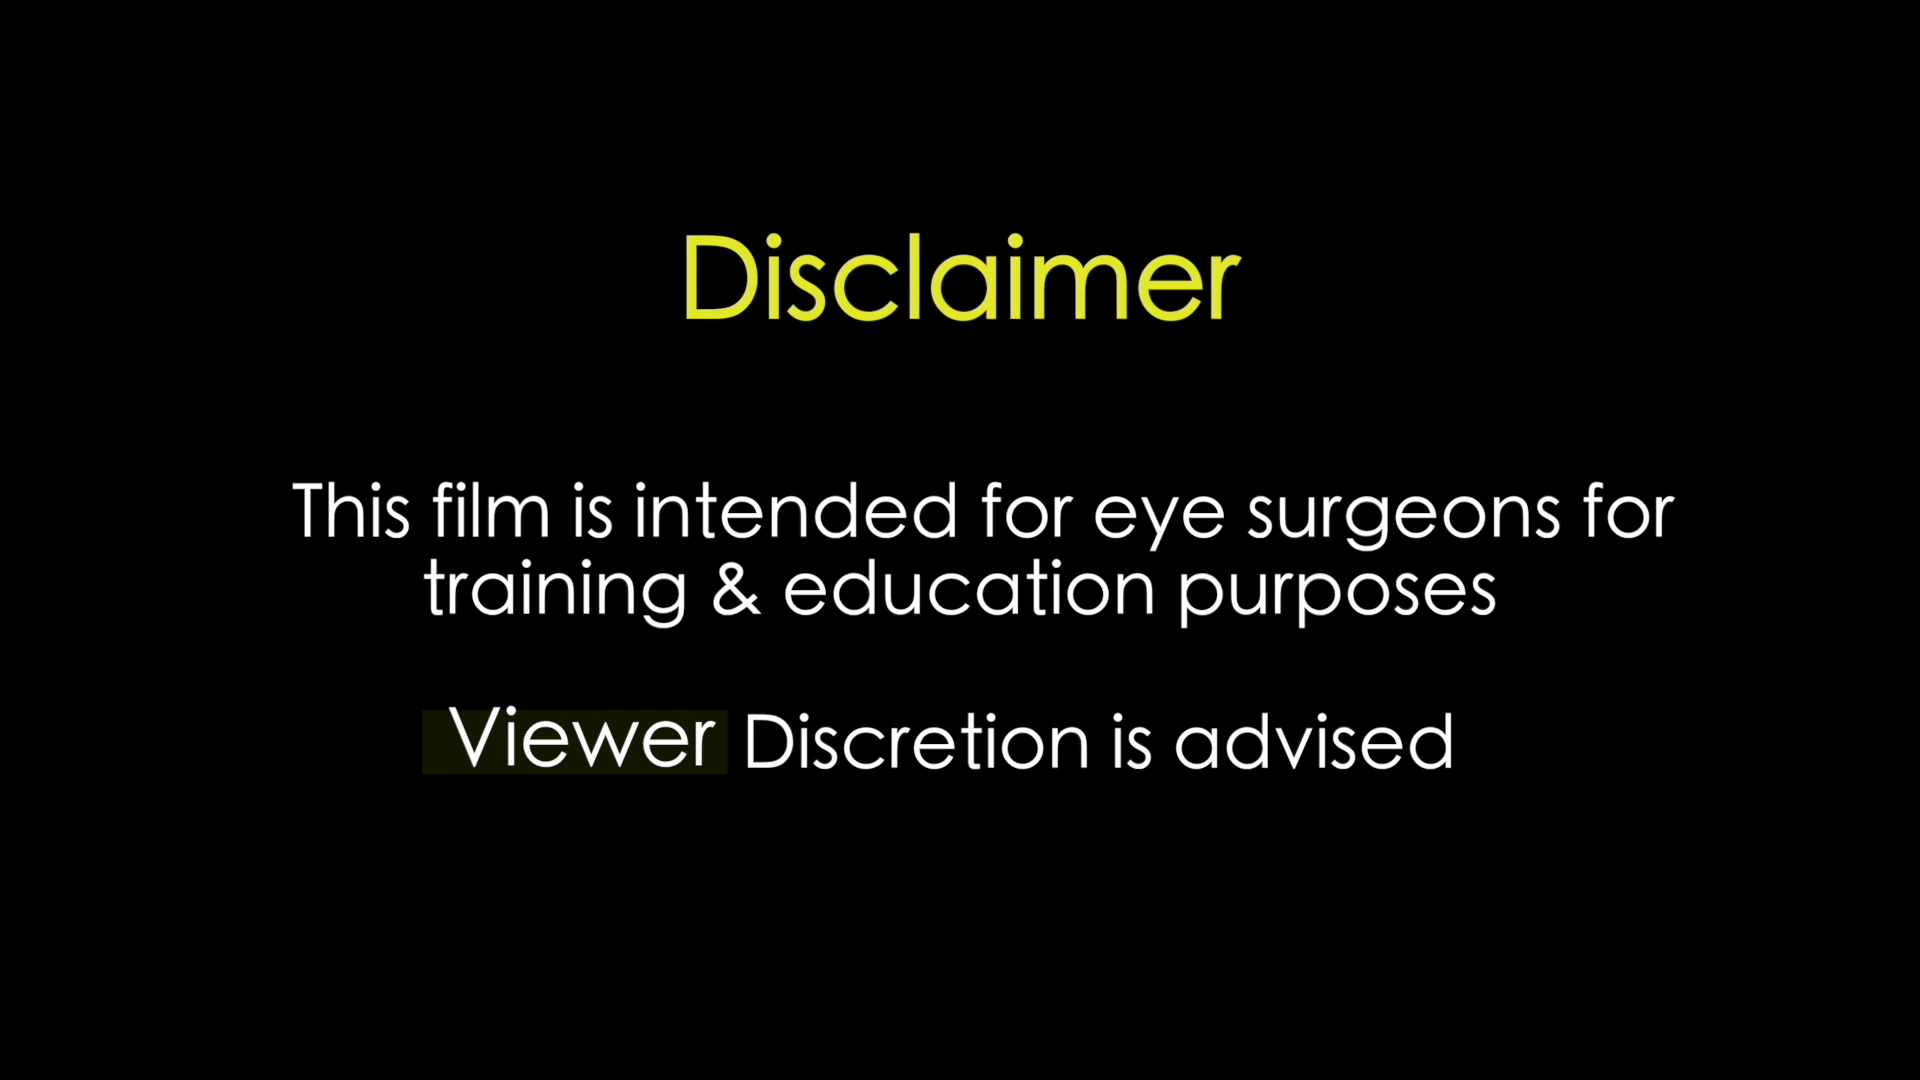 Disclaimer
This film is intended for eye surgeons for
training & education purposes
Viewer Discretion is advised